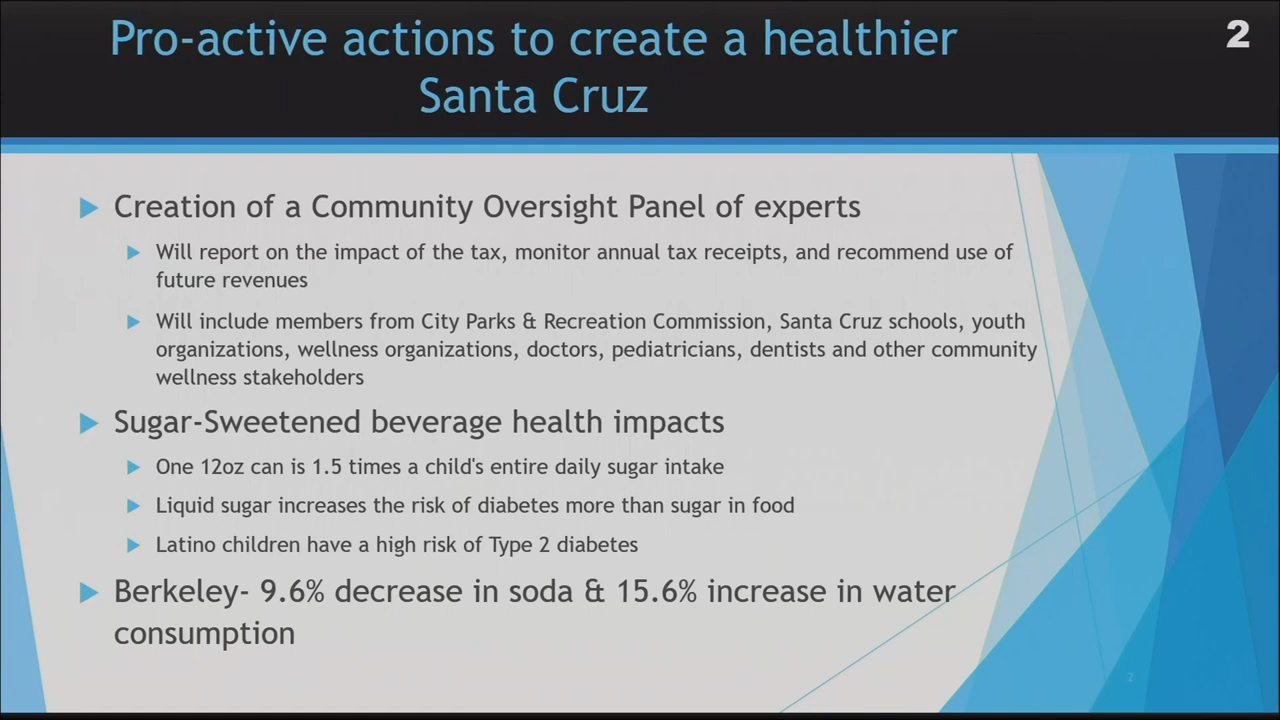 Pro-active actions to create a healthier
Santa Cruz
2
Creation of a Community Oversight Panel of experts
Will report on the impact of the tax, monitor annual tax receipts, and recommend use of
future revenues
Will include members from City Parks & Recreation Commission, Santa Cruz schools, youth
organizations, wellness organizations, doctors, pediatricians, dentists and other community
wellness stakeholders
Sugar-Sweetened beverage health impacts
One 12oz can is 1.5 times a child's entire daily sugar intake
Liquid sugar increases the risk of diabetes more than sugar in food
Latino children have a high risk of Type 2 diabetes
Berkeley- 9.6% decrease in soda & 15.6% increase in water
consumption
2